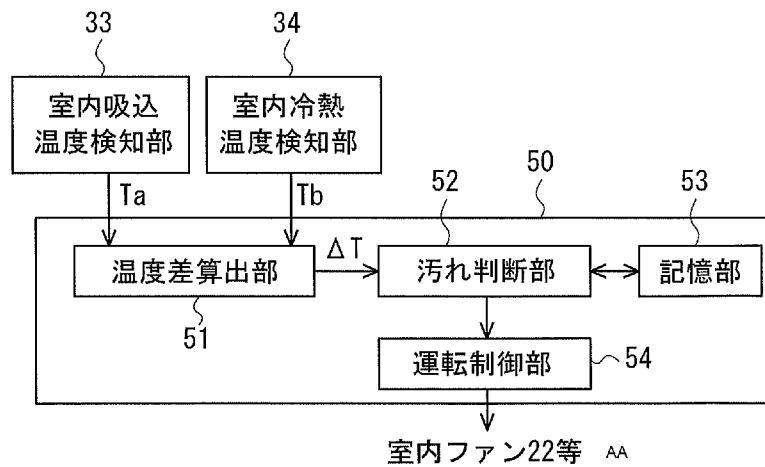 33
34
室内吸込
温度検知部
室内冷熱
温度検知部
Ta
Tb
50
52
53
温度差算出部
ΔT
汚れ判断部
記憶部
51
運転制御部
54
室内ファン22等 AA